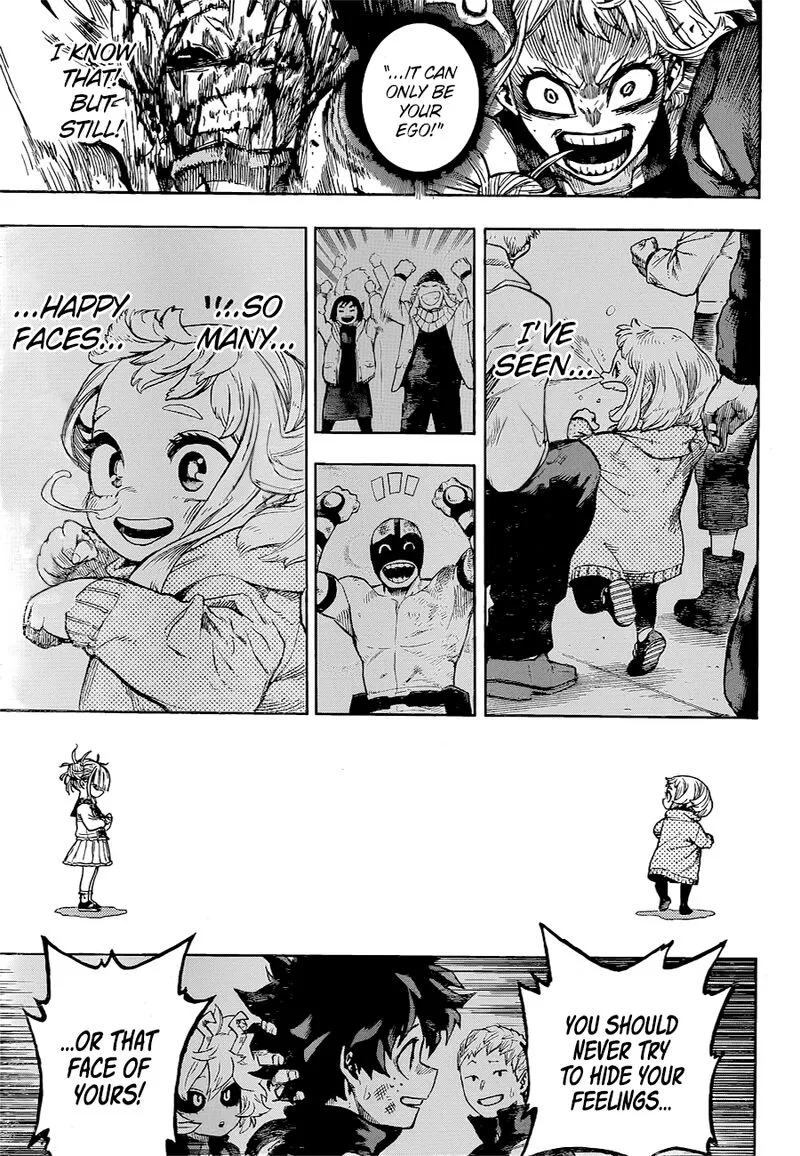 "...IT CAN
ONLY BE
YOUR
EGO!"
I KNOW
THAT!
BUT
STILL!
I'VE
SEEN...
...SO
MANY...
...HAPPY
FACES...
YOU SHOULD
NEVER TRY
TO HIDE YOUR
FEELINGS...
...OR THAT
FACE OF
YOURS!